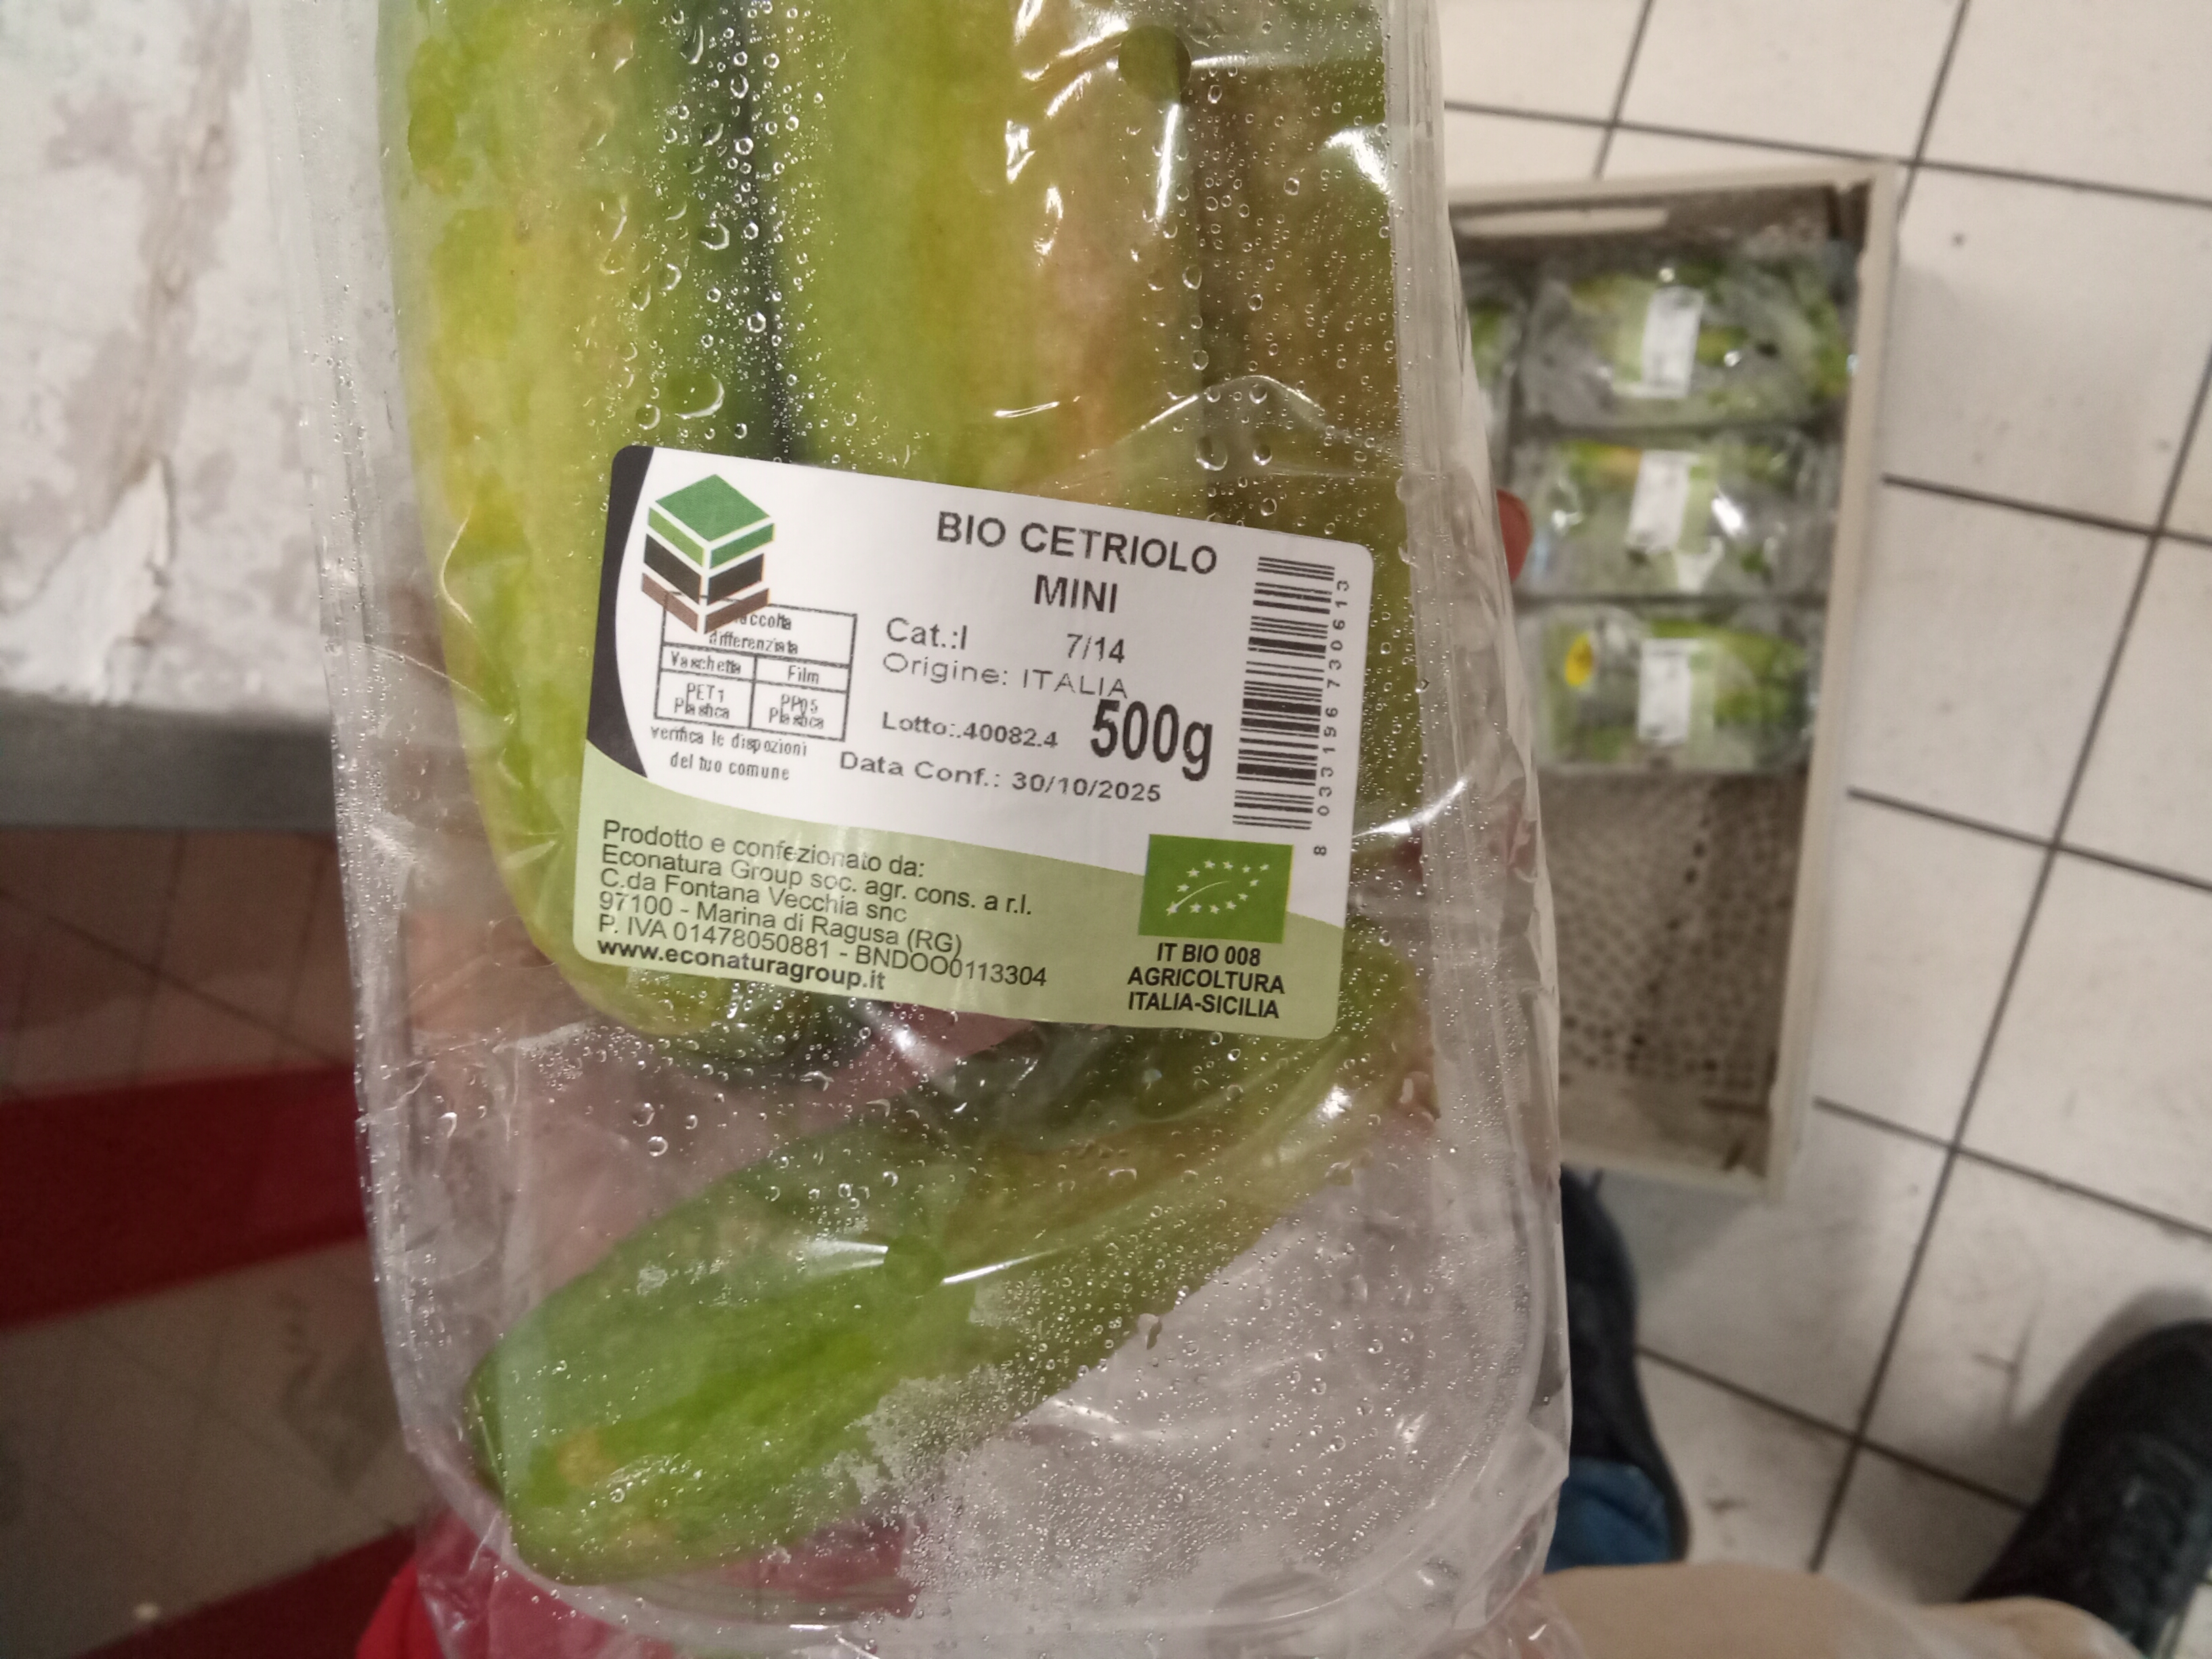 BIO CETRIOLO
MINI
Cat.:I 7/14
Origine: ITALIA
Lotto:.40082.4 500g
Data Conf.: 30/10/2025
differenziata
Vaschetta Film
PET1 PP05
Plastica Plastica
verifica le dispozioni
del tuo comune
8 033196 730613
Prodotto e confezionato da:
Econatura Group soc. agr. cons. a r.l.
C.da Fontana Vecchia snc
97100 - Marina di Ragusa (RG)
P. IVA 01478050881 - BNDOO0113304
www.econaturagroup.it
IT BIO 008
AGRICOLTURA
ITALIA-SICILIA